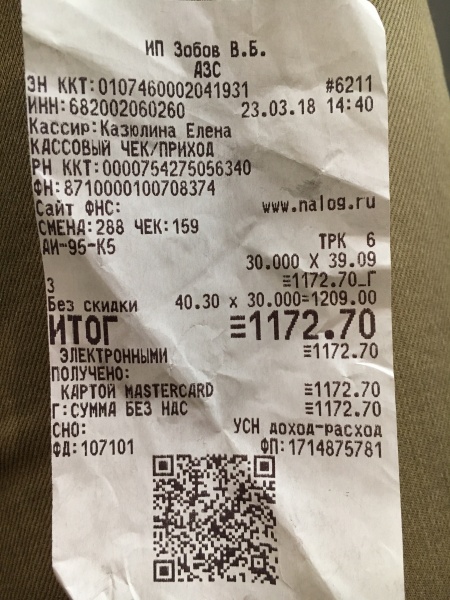 ИП Зобов В.Б.
АЗС
ЗН ККТ:0107460002041931 #6211
ИНН:682002060260 23.03.18 14:40
Кассир:Казюлина Елена
КАССОВЫЙ ЧЕК/ПРИХОД
РН ККТ:0000754275056340
ФН:8710000100708374
Сайт ФНС: www.nalog.ru
СМЕНА:288 ЧЕК:159
АИ-95-К5 ТРК 6
30.000 X 39.09
3 ≡1172.70_Г
Без скидки 40.30 x 30.000=1209.00
ИТОГ ≡1172.70
ЭЛЕКТРОННЫМИ ≡1172.70
ПОЛУЧЕНО:
КАРТОЙ MASTERCARD ≡1172.70
Г:СУММА БЕЗ НДС ≡1172.70
СНО: УСН доход-расход
ФД:107101 ФП:1714875781